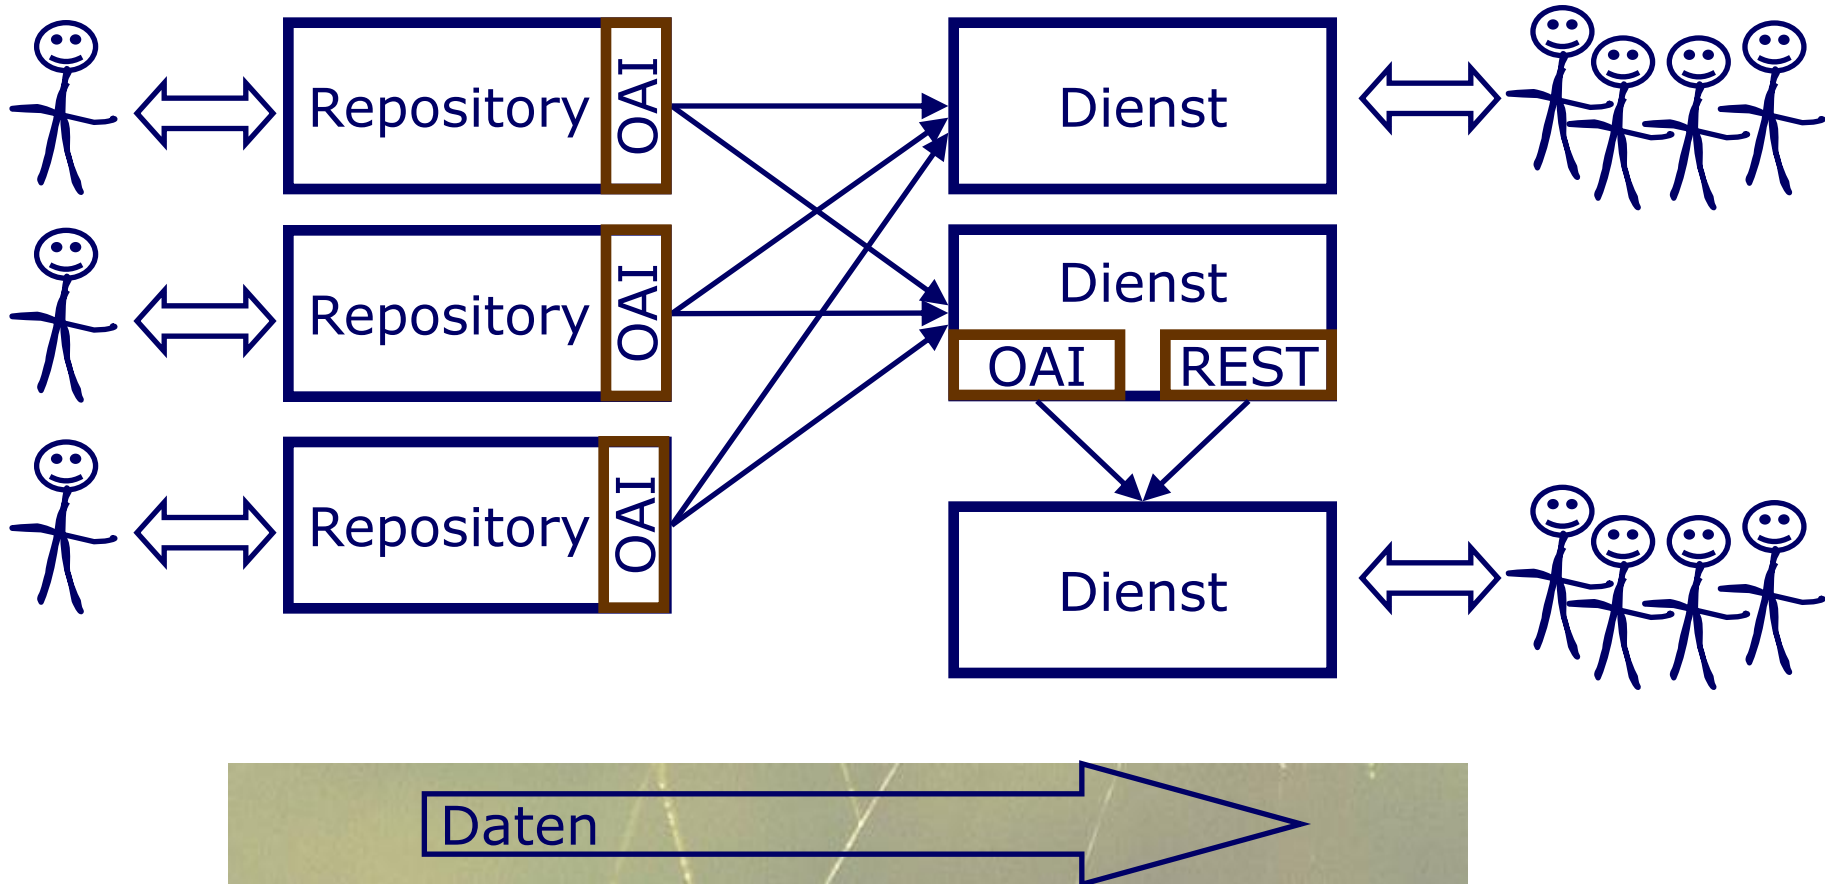 Repository
OAI
Dienst
Repository
OAI
Dienst
OAI
REST
Repository
OAI
Dienst
Daten